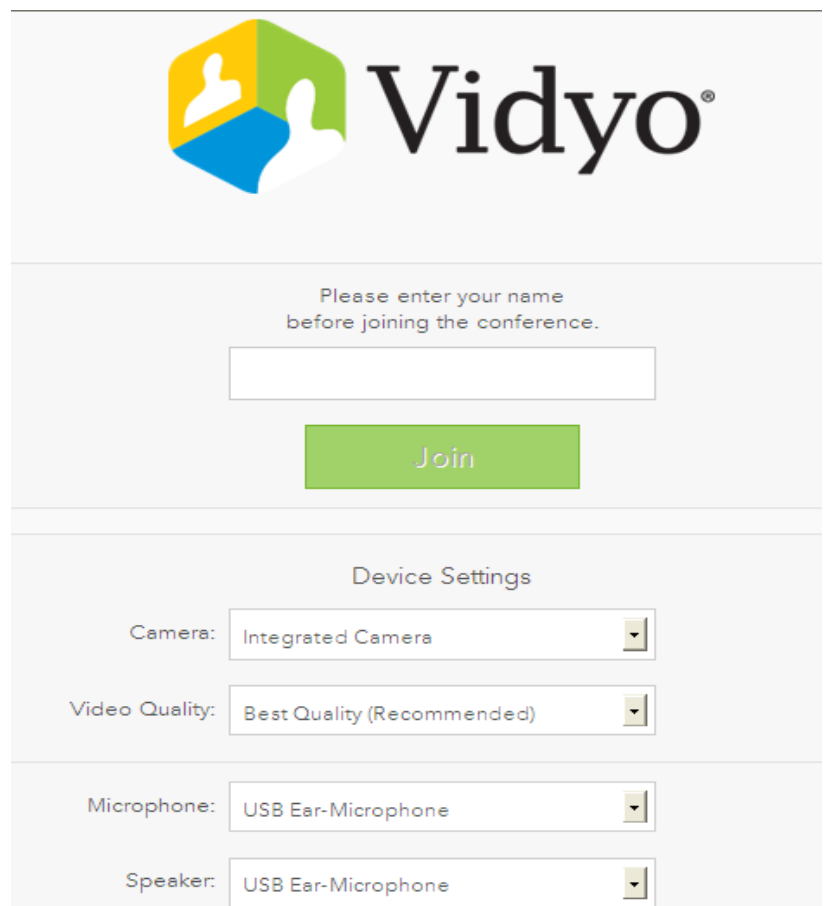 Vidyo®
Please enter your name
before joining the conference.
Join
Device Settings
Camera: Integrated Camera
Video Quality: Best Quality (Recommended)
Microphone: USB Ear-Microphone
Speaker: USB Ear-Microphone